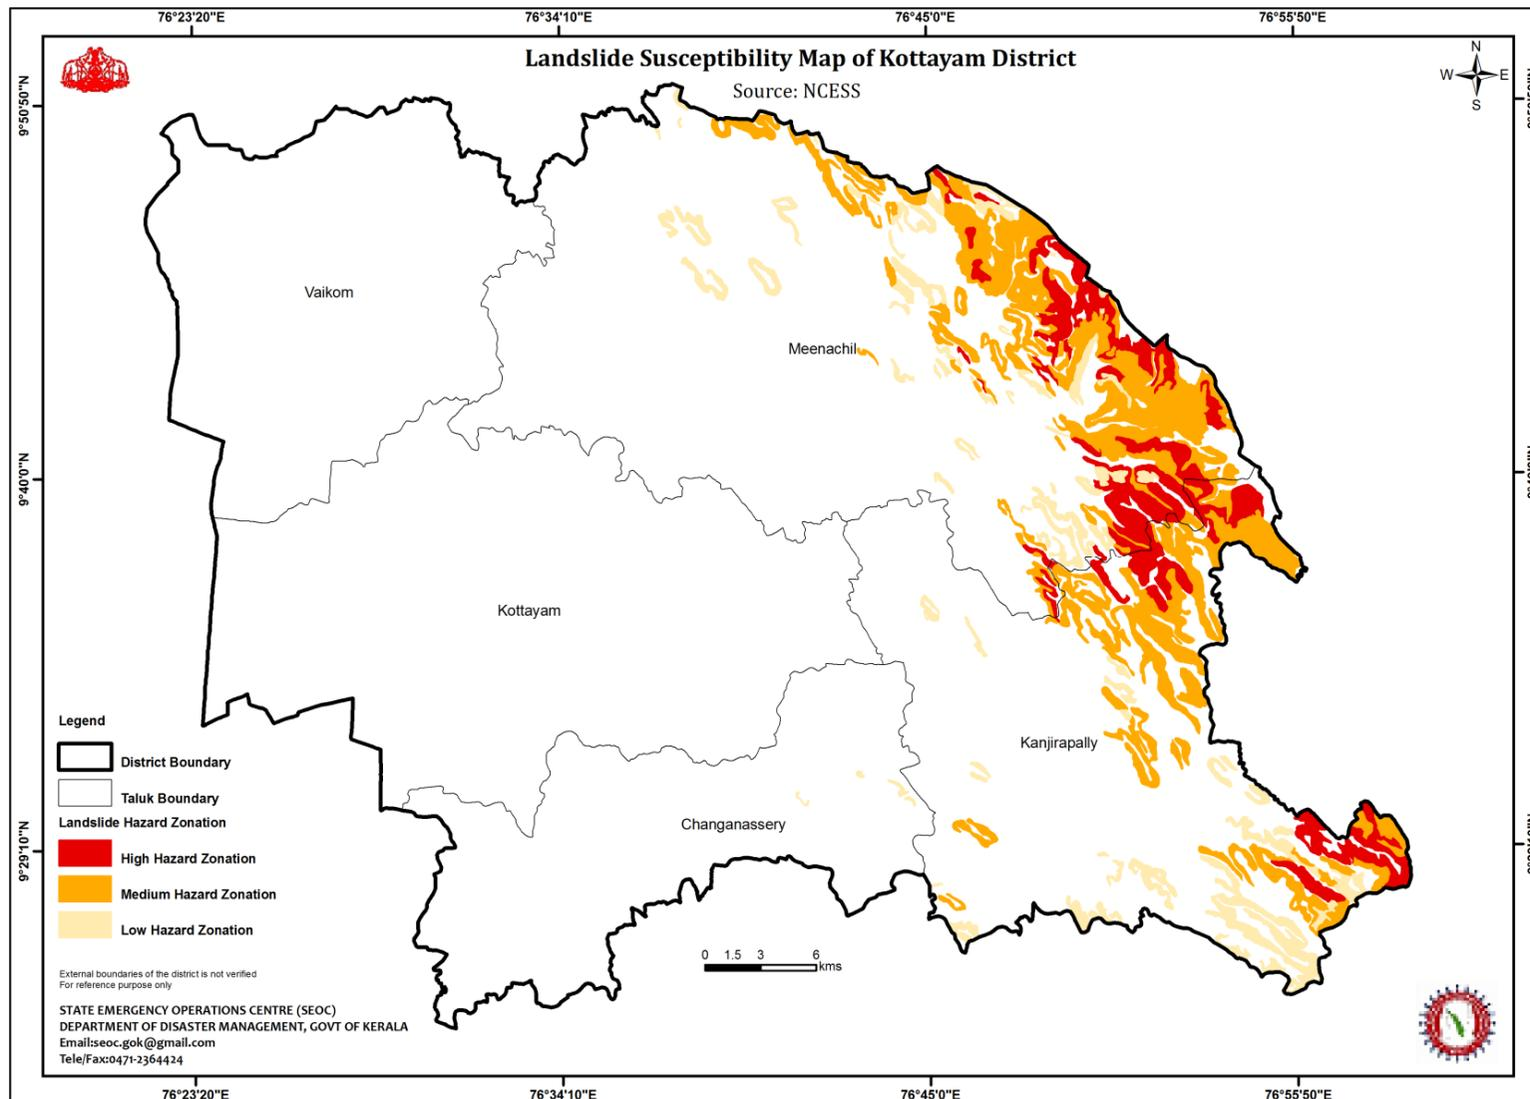 76°23'20"E
76°34'10"E
76°45'0"E
76°55'50"E
Landslide Susceptibility Map of Kottayam District
Source: NCESS
N
W E
S
9°50'0"N
Vaikom
Meenachil
9°40'0"N
Kottayam
Kanjirapally
Changanassery
Legend
District Boundary
Taluk Boundary
Landslide Hazard Zonation
High Hazard Zonation
Medium Hazard Zonation
Low Hazard Zonation
0 1.5 3 6
kms
External boundaries of the district is not verified
For reference purpose only
STATE EMERGENCY OPERATIONS CENTRE (SEOC)
DEPARTMENT OF DISASTER MANAGEMENT, GOVT OF KERALA
Email:seoc.gok@gmail.com
Tele/Fax:0471-2364424
76°23'20"E
76°34'10"E
76°45'0"E
76°55'50"E